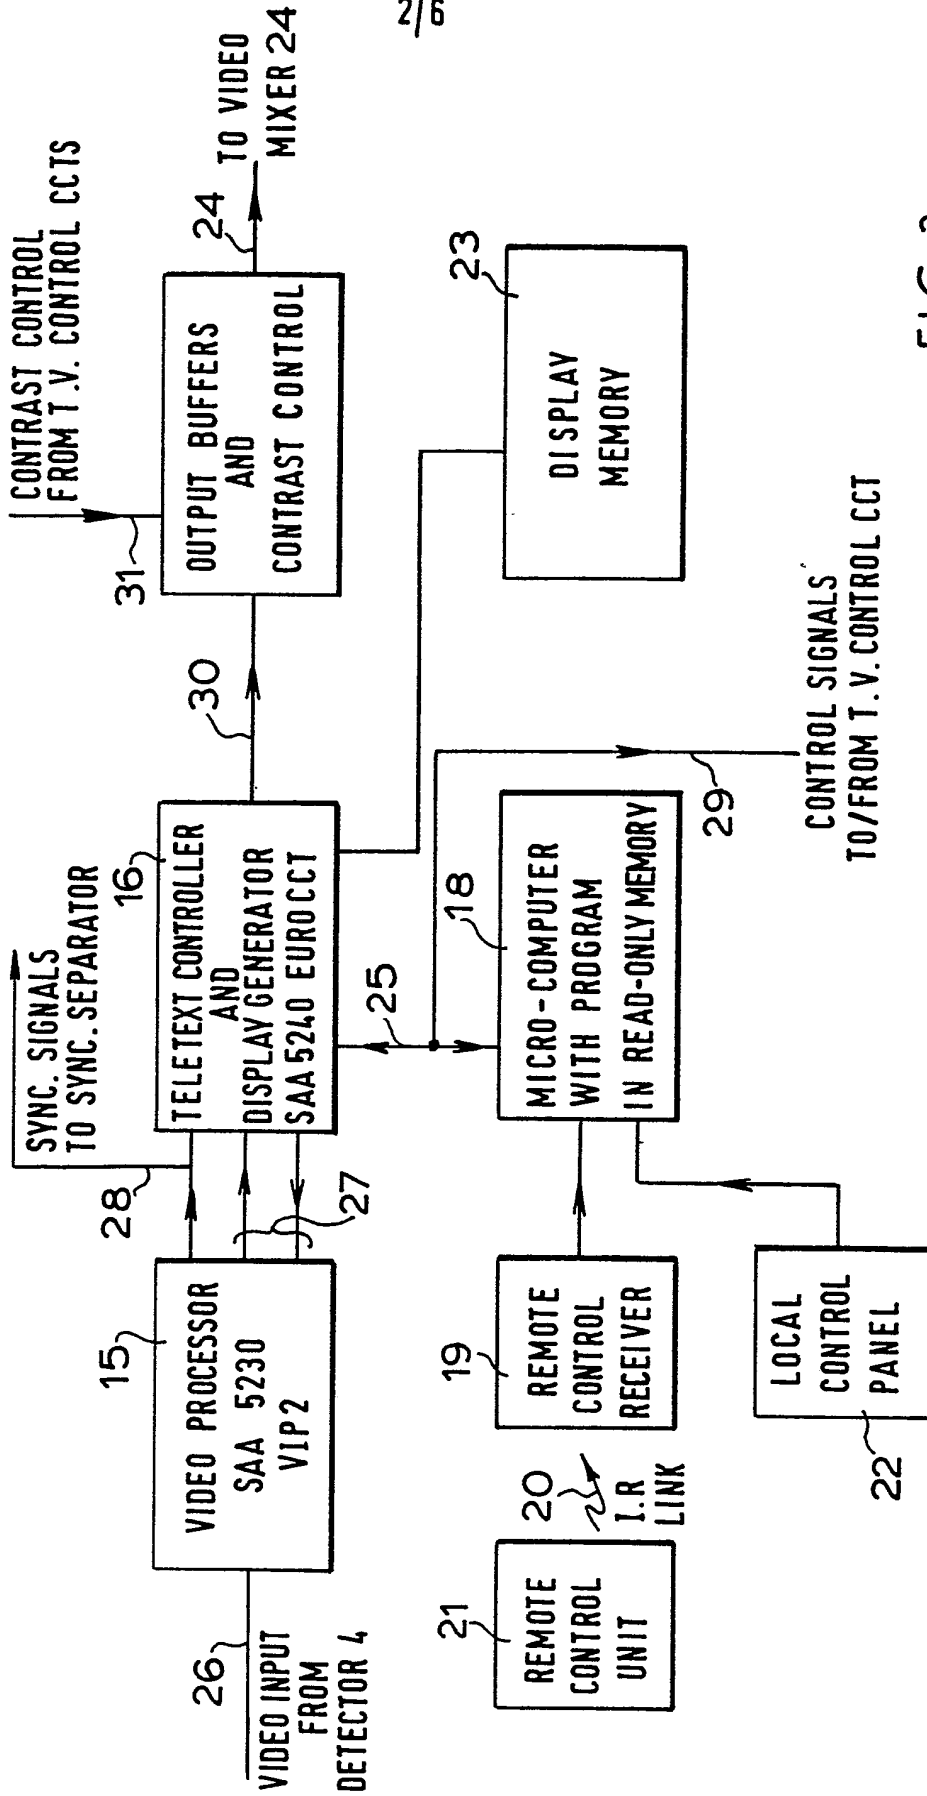 2/6
SYNC. SIGNALS
TO SYNC. SEPARATOR
CONTRAST CONTROL
FROM T.V. CONTROL CCTS
28
31
15
VIDEO PROCESSOR
SAA 5230
VIP2
16
TELETEXT CONTROLLER
AND
DISPLAY GENERATOR
SAA 5240 EURO CCT
30
OUTPUT BUFFERS
AND
CONTRAST CONTROL
24
TO VIDEO
MIXER 24
26
VIDEO INPUT
FROM
DETECTOR 4
27
25
21
REMOTE
CONTROL
UNIT
20
I.R
LINK
19
REMOTE
CONTROL
RECEIVER
18
MICRO-COMPUTER
WITH PROGRAM
IN READ-ONLY MEMORY
23
DISPLAY
MEMORY
29
CONTROL SIGNALS
TO/FROM T.V. CONTROL CCT
22
LOCAL
CONTROL
PANEL